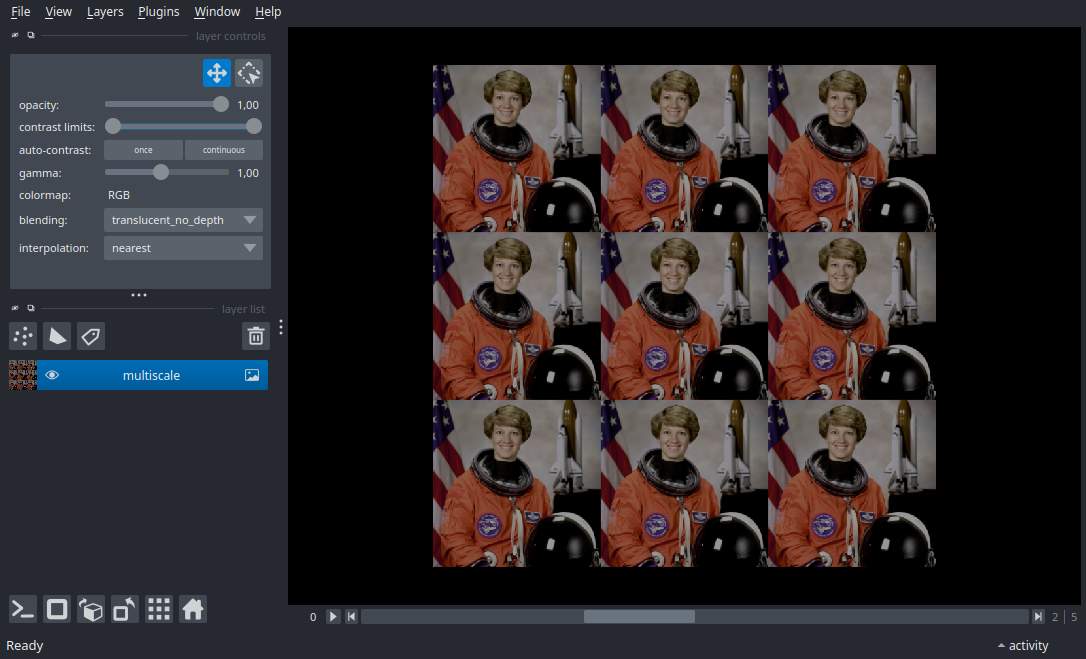 File View Layers Plugins Window Help
layer controls
opacity: 1,00
contrast limits:
auto-contrast: once continuous
gamma: 1,00
colormap: RGB
blending: translucent_no_depth
interpolation: nearest
layer list
multiscale
0 2 | 5
Ready activity